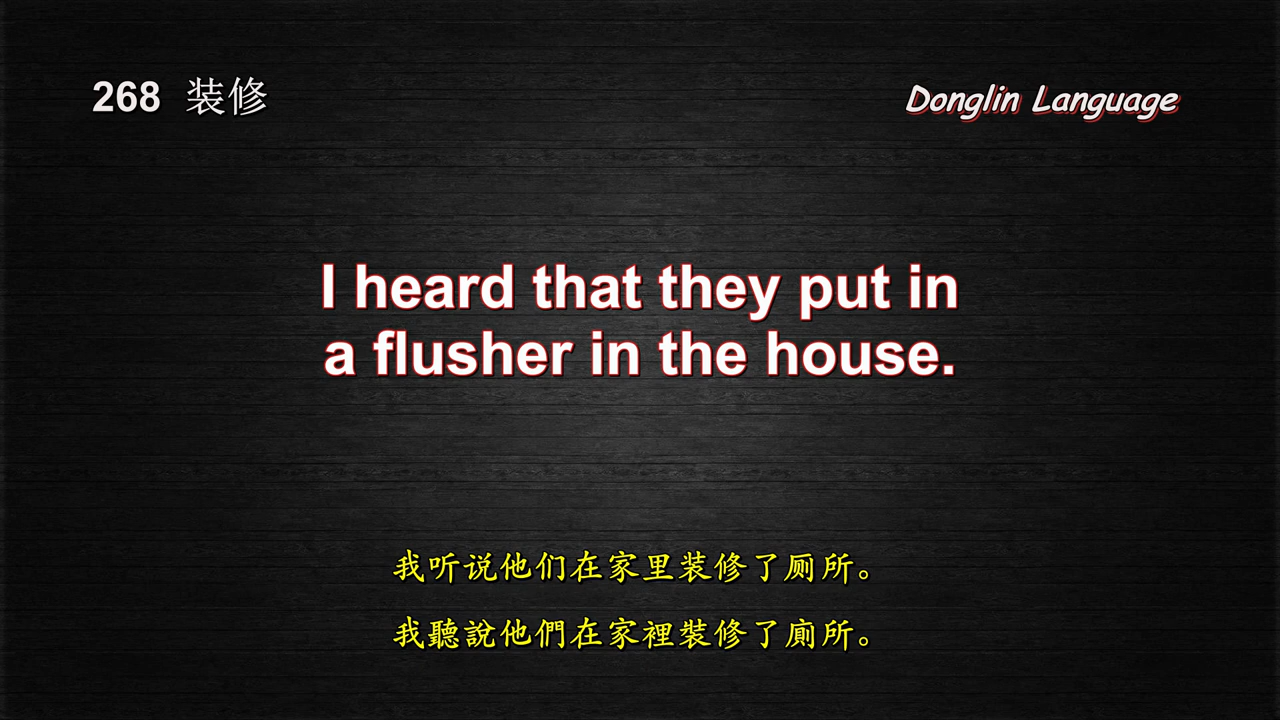 268 装修
Donglin Language
I heard that they put in
a flusher in the house.
我听说他们在家里装修了厕所。
我聽說他們在家裡裝修了廁所。